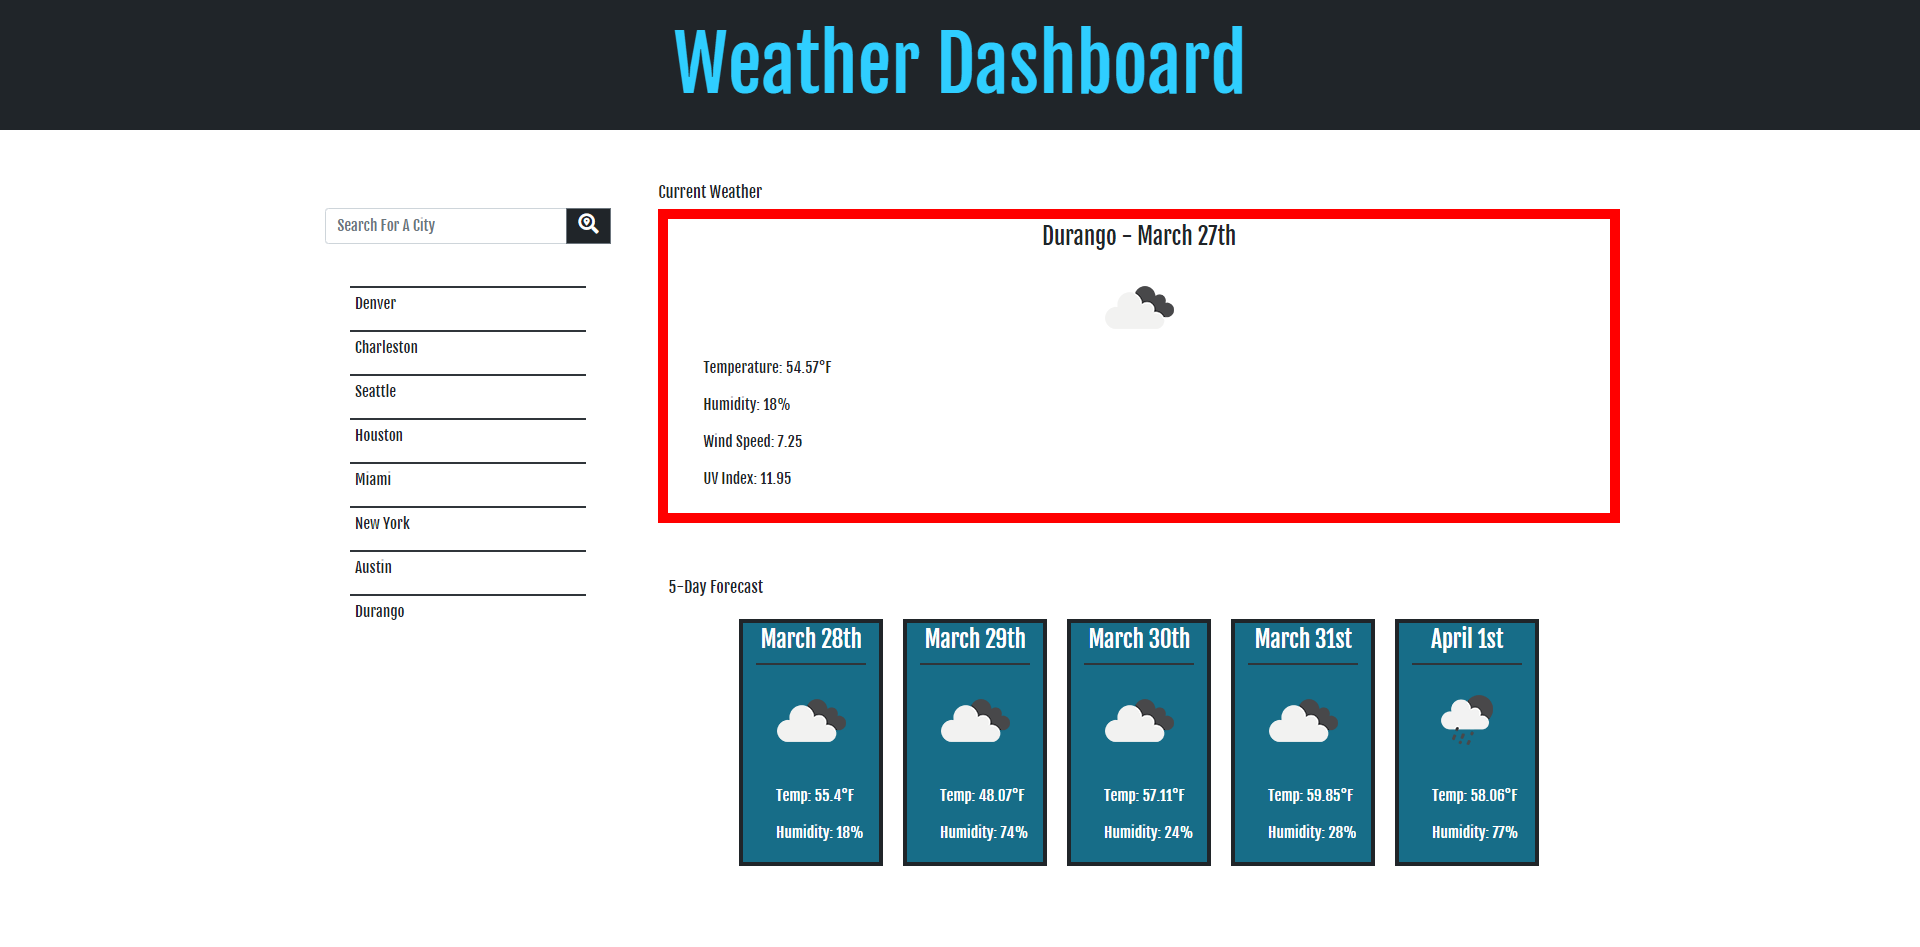 Weather Dashboard
Search For A City
Denver
Charleston
Seattle
Houston
Miami
New York
Austin
Durango
Current Weather
Durango - March 27th
Temperature: 54.57°F
Humidity: 18%
Wind Speed: 7.25
UV Index: 11.95
5-Day Forecast
March 28th
Temp: 55.4°F
Humidity: 18%
March 29th
Temp: 48.07°F
Humidity: 74%
March 30th
Temp: 57.11°F
Humidity: 24%
March 31st
Temp: 59.85°F
Humidity: 28%
April 1st
Temp: 58.06°F
Humidity: 77%